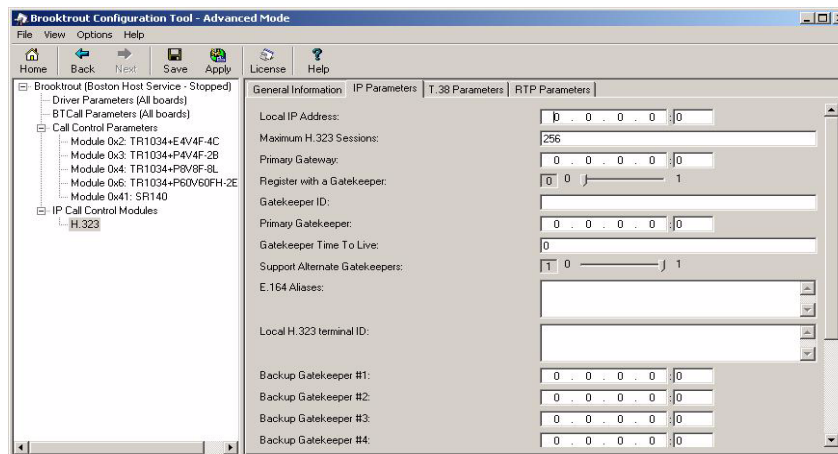 Brooktrout Configuration Tool - Advanced Mode
File View Options Help
Home Back Next Save Apply License Help
Brooktrout (Boston Host Service - Stopped)
Driver Parameters (All boards)
BTCall Parameters (All boards)
Call Control Parameters
Module 0x2: TR1034+E4V4F-4C
Module 0x3: TR1034+P4V4F-2B
Module 0x4: TR1034+P8V8F-8L
Module 0x6: TR1034+P60V60FH-2E
Module 0x41: SR140
IP Call Control Modules
H.323
General Information IP Parameters T.38 Parameters RTP Parameters
Local IP Address: 0 . 0 . 0 . 0 :0
Maximum H.323 Sessions: 256
Primary Gateway: 0 . 0 . 0 . 0 :0
Register with a Gatekeeper: 0 0 1
Gatekeeper ID:
Primary Gatekeeper: 0 . 0 . 0 . 0 :0
Gatekeeper Time To Live: 0
Support Alternate Gatekeepers: 1 0 1
E.164 Aliases:
Local H.323 terminal ID:
Backup Gatekeeper #1: 0 . 0 . 0 . 0 :0
Backup Gatekeeper #2: 0 . 0 . 0 . 0 :0
Backup Gatekeeper #3: 0 . 0 . 0 . 0 :0
Backup Gatekeeper #4: 0 . 0 . 0 . 0 :0